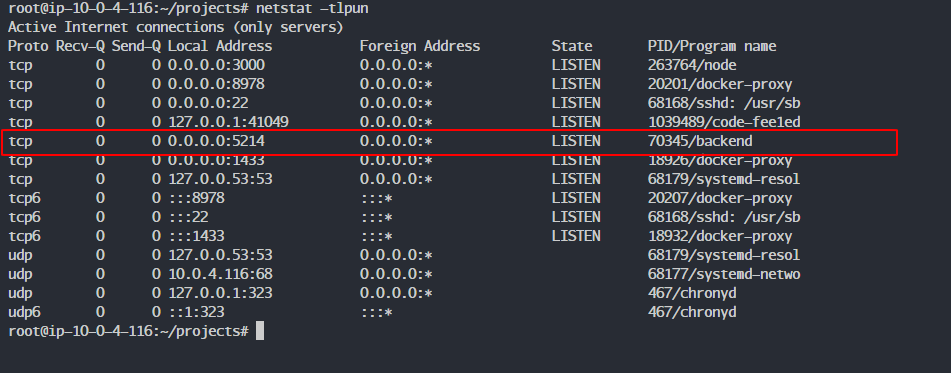 root@ip-10-0-4-116:~/projects# netstat -tlpun
Active Internet connections (only servers)
Proto Recv-Q Send-Q Local Address           Foreign Address         State       PID/Program name
tcp        0      0 0.0.0.0:3000            0.0.0.0:*               LISTEN      263764/node
tcp        0      0 0.0.0.0:8978            0.0.0.0:*               LISTEN      20201/docker-proxy
tcp        0      0 0.0.0.0:22              0.0.0.0:*               LISTEN      68168/sshd: /usr/sb
tcp        0      0 127.0.0.1:41049         0.0.0.0:*               LISTEN      1039489/code-fee1ed
tcp        0      0 0.0.0.0:5214            0.0.0.0:*               LISTEN      70345/backend
tcp        0      0 0.0.0.0:1433            0.0.0.0:*               LISTEN      18926/docker-proxy
tcp        0      0 127.0.0.53:53           0.0.0.0:*               LISTEN      68179/systemd-resol
tcp6       0      0 :::8978                 :::*                    LISTEN      20207/docker-proxy
tcp6       0      0 :::22                   :::*                    LISTEN      68168/sshd: /usr/sb
tcp6       0      0 :::1433                 :::*                    LISTEN      18932/docker-proxy
udp        0      0 127.0.0.53:53           0.0.0.0:*                           68179/systemd-resol
udp        0      0 10.0.4.116:68           0.0.0.0:*                           68177/systemd-netwo
udp        0      0 127.0.0.1:323           0.0.0.0:*                           467/chronyd
udp6       0      0 ::1:323                 :::*                                467/chronyd
root@ip-10-0-4-116:~/projects#